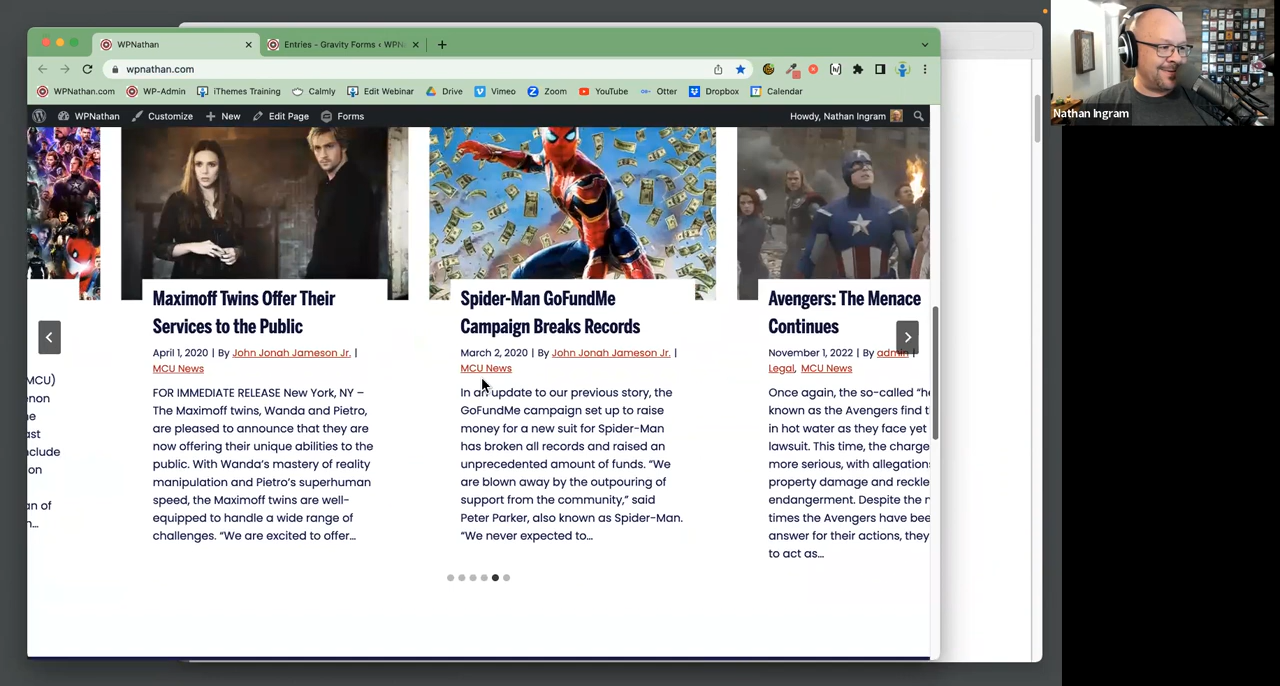 WPNathan
Entries - Gravity Forms ‹ WPN
wpnathan.com
WPNathan.com WP-Admin iThemes Training Calmly Edit Webinar Drive Vimeo Zoom YouTube Otter Dropbox Calendar
WPNathan Customize New Edit Page Forms Howdy, Nathan Ingram
Nathan Ingram
MCU)
enon
he
ast
nclude
on
an of
n…
Maximoff Twins Offer Their
Services to the Public
April 1, 2020 | By John Jonah Jameson Jr. |
MCU News
FOR IMMEDIATE RELEASE New York, NY –
The Maximoff twins, Wanda and Pietro,
are pleased to announce that they are
now offering their unique abilities to the
public. With Wanda’s mastery of reality
manipulation and Pietro’s superhuman
speed, the Maximoff twins are well-
equipped to handle a wide range of
challenges. “We are excited to offer…
Spider-Man GoFundMe
Campaign Breaks Records
March 2, 2020 | By John Jonah Jameson Jr. |
MCU News
In an update to our previous story, the
GoFundMe campaign set up to raise
money for a new suit for Spider-Man
has broken all records and raised an
unprecedented amount of funds. “We
are blown away by the outpouring of
support from the community,” said
Peter Parker, also known as Spider-Man.
“We never expected to…
Avengers: The Menace
Continues
November 1, 2022 | By admin |
Legal, MCU News
Once again, the so-called “he
known as the Avengers find t
in hot water as they face yet
lawsuit. This time, the charge
more serious, with allegation
property damage and reckle
endangerment. Despite the n
times the Avengers have bee
answer for their actions, they
to act as…